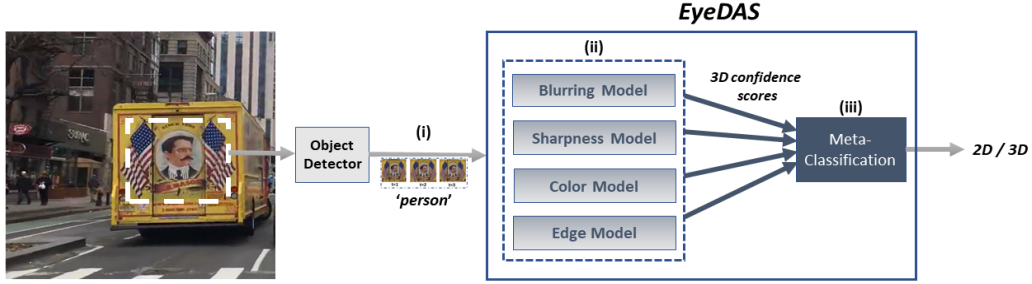 EyeDAS
(i)
Object
Detector
'person'
(ii)
Blurring Model
Sharpness Model
Color Model
Edge Model
3D confidence
scores
(iii)
Meta-
Classification
2D / 3D